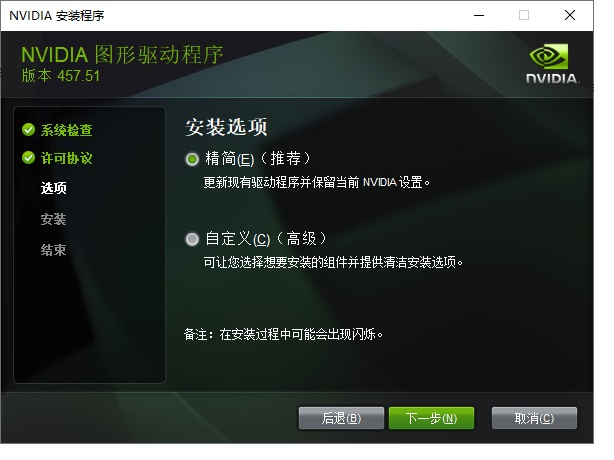 NVIDIA 安装程序
NVIDIA 图形驱动程序
版本 457.51
NVIDIA.
系统检查
许可协议
选项
安装
结束
安装选项
精简(E)（推荐）
更新现有驱动程序并保留当前 NVIDIA 设置。
自定义(C)（高级）
可让您选择想要安装的组件并提供清洁安装选项。
备注：在安装过程中可能会出现闪烁。
后退(B)
下一步(N)
取消(C)